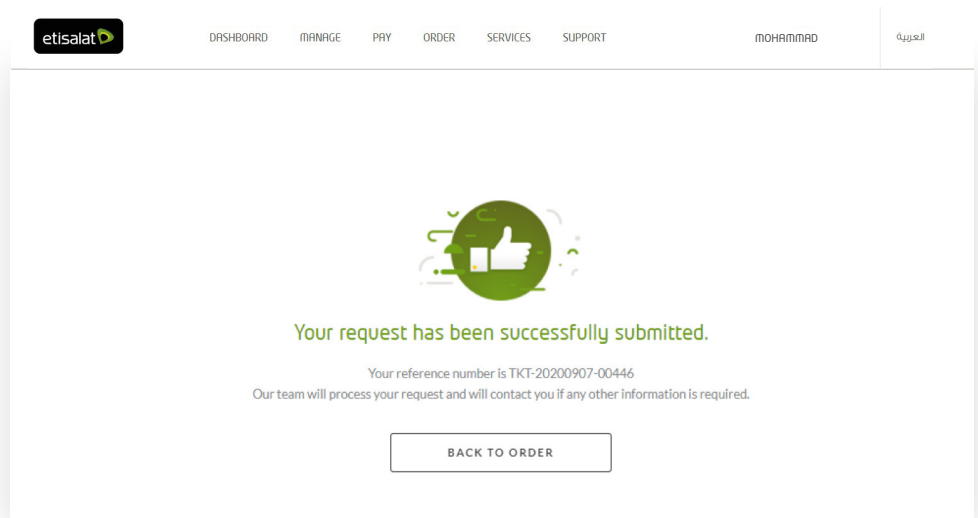 etisalat
DASHBOARD MANAGE PAY ORDER SERVICES SUPPORT MOHAMMAD العربية
Your request has been successfully submitted.
Your reference number is TKT-20200907-00446
Our team will process your request and will contact you if any other information is required.
BACK TO ORDER